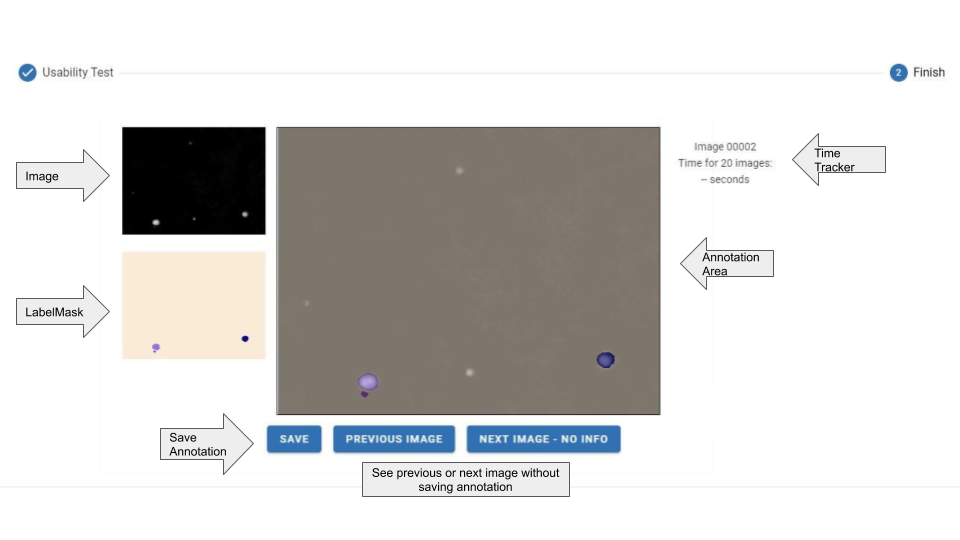 Usability Test
2 Finish
Image
LabelMask
Image 00002
Time for 20 images:
-- seconds
Time
Tracker
Annotation
Area
Save
Annotation
SAVE
PREVIOUS IMAGE
NEXT IMAGE - NO INFO
See previous or next image without
saving annotation